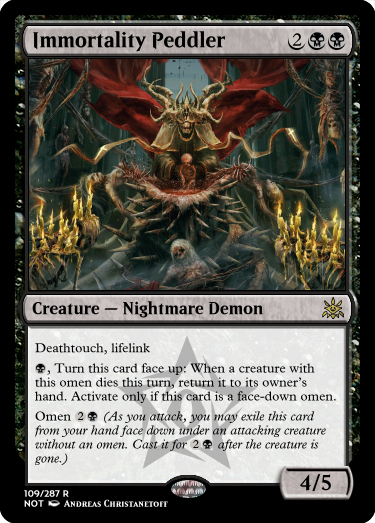 Immortality Peddler 2
Creature — Nightmare Demon
Deathtouch, lifelink
, Turn this card face up: When a creature with
this omen dies this turn, return it to its owner's
hand. Activate only if this card is a face-down omen.
Omen 2 (As you attack, you may exile this card
from your hand face down under an attacking creature
without an omen. Cast it for 2 after the creature is
gone.)
4/5
109/287 R
NOT — Andreas Christanetoff